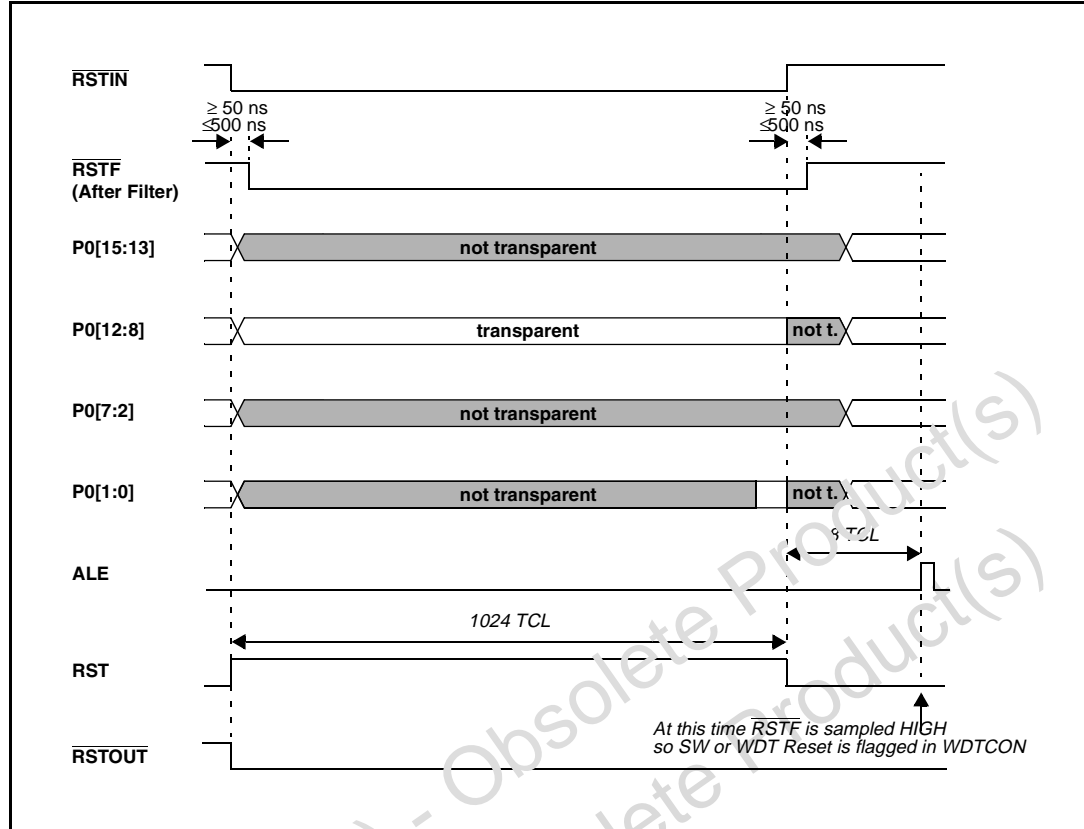 RSTIN
≥ 50 ns
≤500 ns
≥ 50 ns
≤500 ns
RSTF
(After Filter)
P0[15:13]
not transparent
P0[12:8]
transparent
not t.
P0[7:2]
not transparent
P0[1:0]
not transparent
not t.
8 TCL
ALE
1024 TCL
RST
At this time RSTF is sampled HIGH
so SW or WDT Reset is flagged in WDTCON
RSTOUT
) - Obsolete Product(s)
solete Product(s)